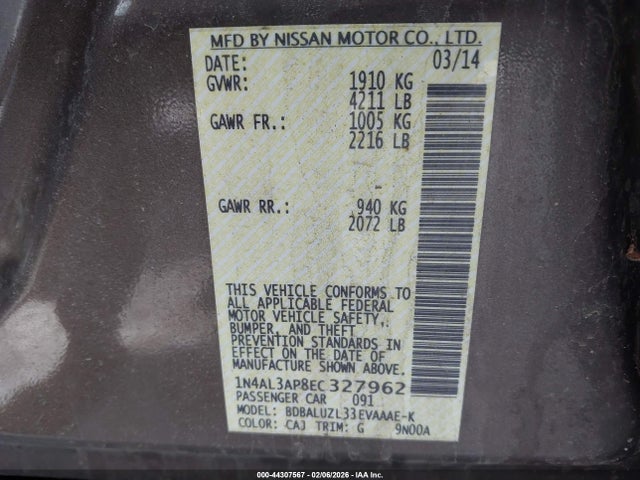 MFD BY NISSAN MOTOR CO., LTD.
DATE: 03/14
GVWR: 1910 KG
4211 LB
GAWR FR.: 1005 KG
2216 LB
-
GAWR RR.: 940 KG
2072 LB
THIS VEHICLE CONFORMS TO
ALL APPLICABLE FEDERAL
MOTOR VEHICLE SAFETY,
BUMPER, AND THEFT
PREVENTION STANDARDS IN
EFFECT ON THE DATE OF
MANUFACTURE SHOWN ABOVE.
1N4AL3AP8EC327962
PASSENGER CAR 091
MODEL: BDBALUZL33EVAAAE-K
COLOR: CAJ TRIM: G 9N00A
000-44307567 - 02/06/2026 - IAA Inc.